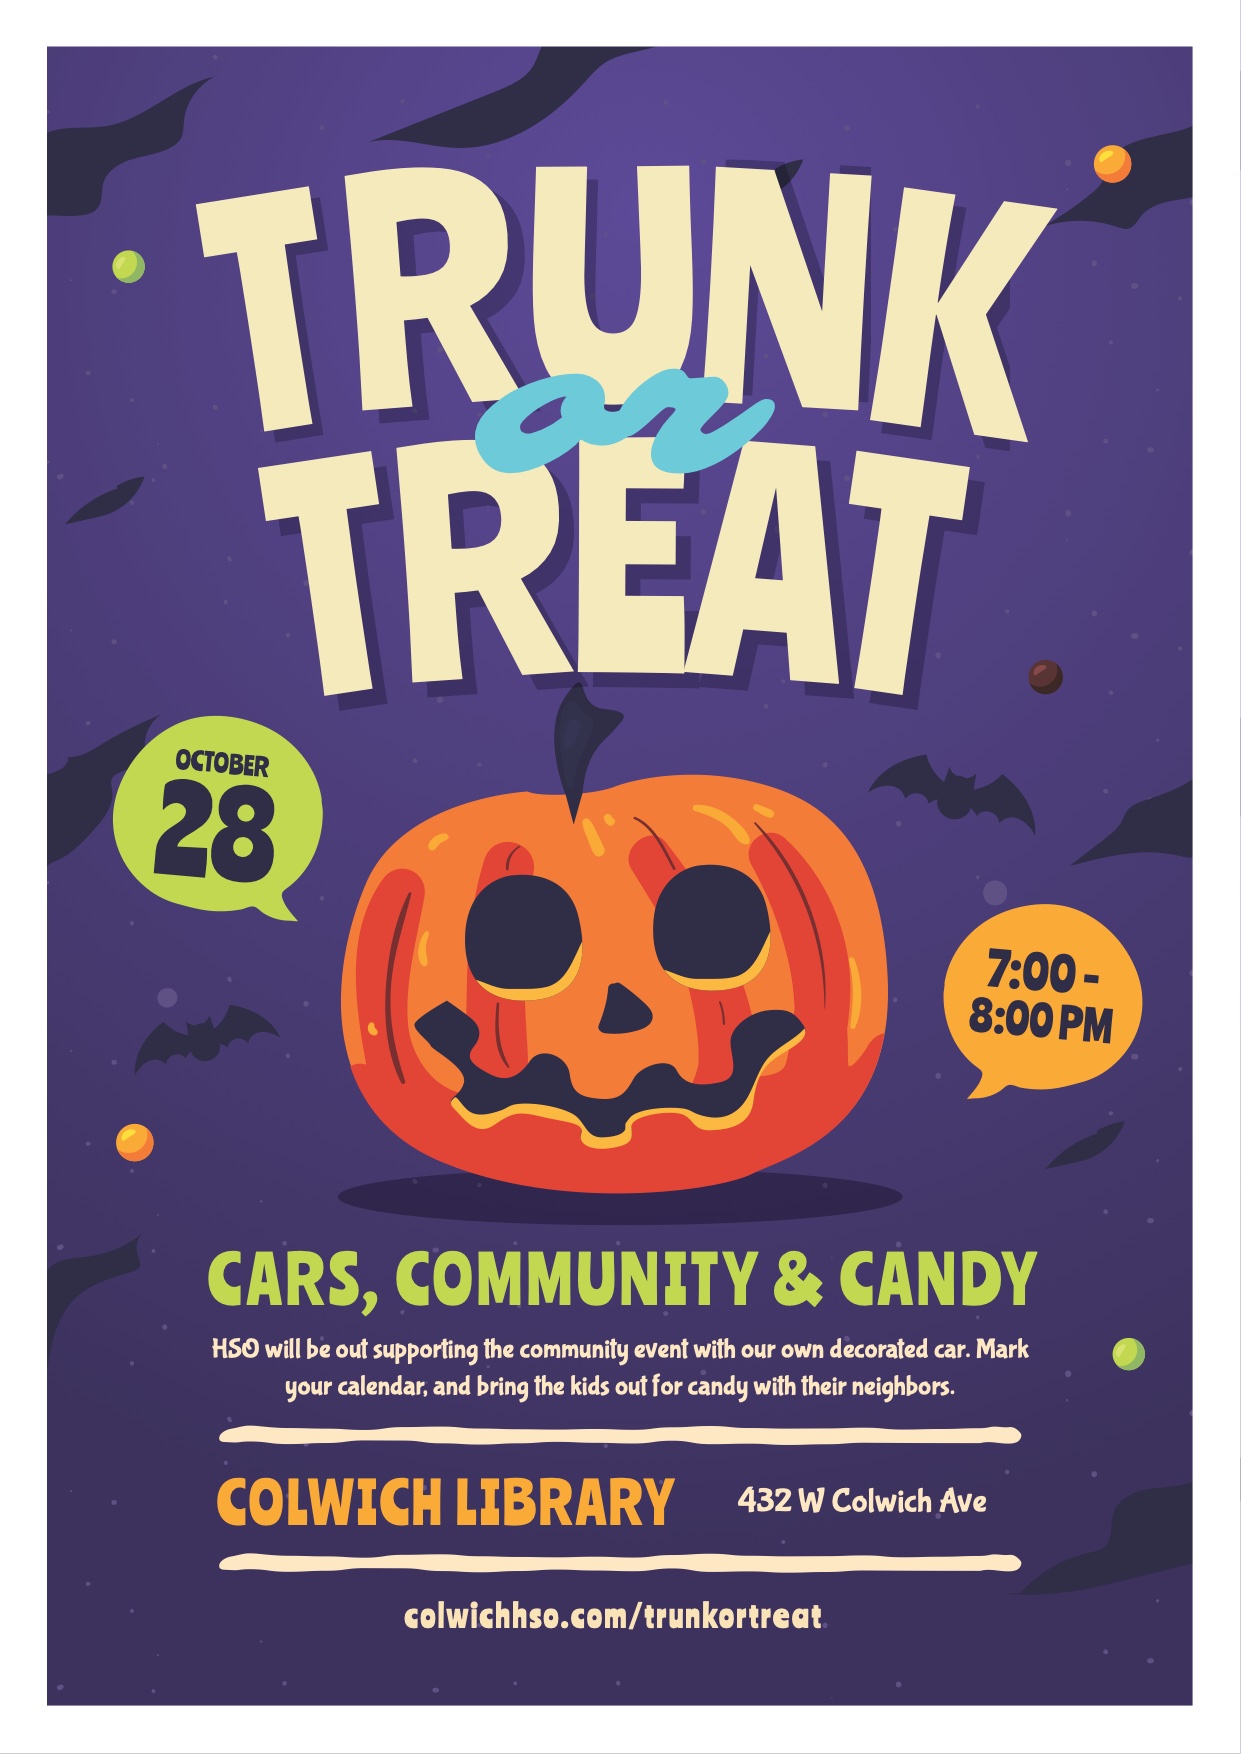 TRUNK
or
TREAT
OCTOBER
28
7:00 -
8:00 PM
CARS, COMMUNITY & CANDY
HSO will be out supporting the community event with our own decorated car. Mark
your calendar, and bring the kids out for candy with their neighbors.
COLWICH LIBRARY 432 W Colwich Ave
colwichhso.com/trunkortreat